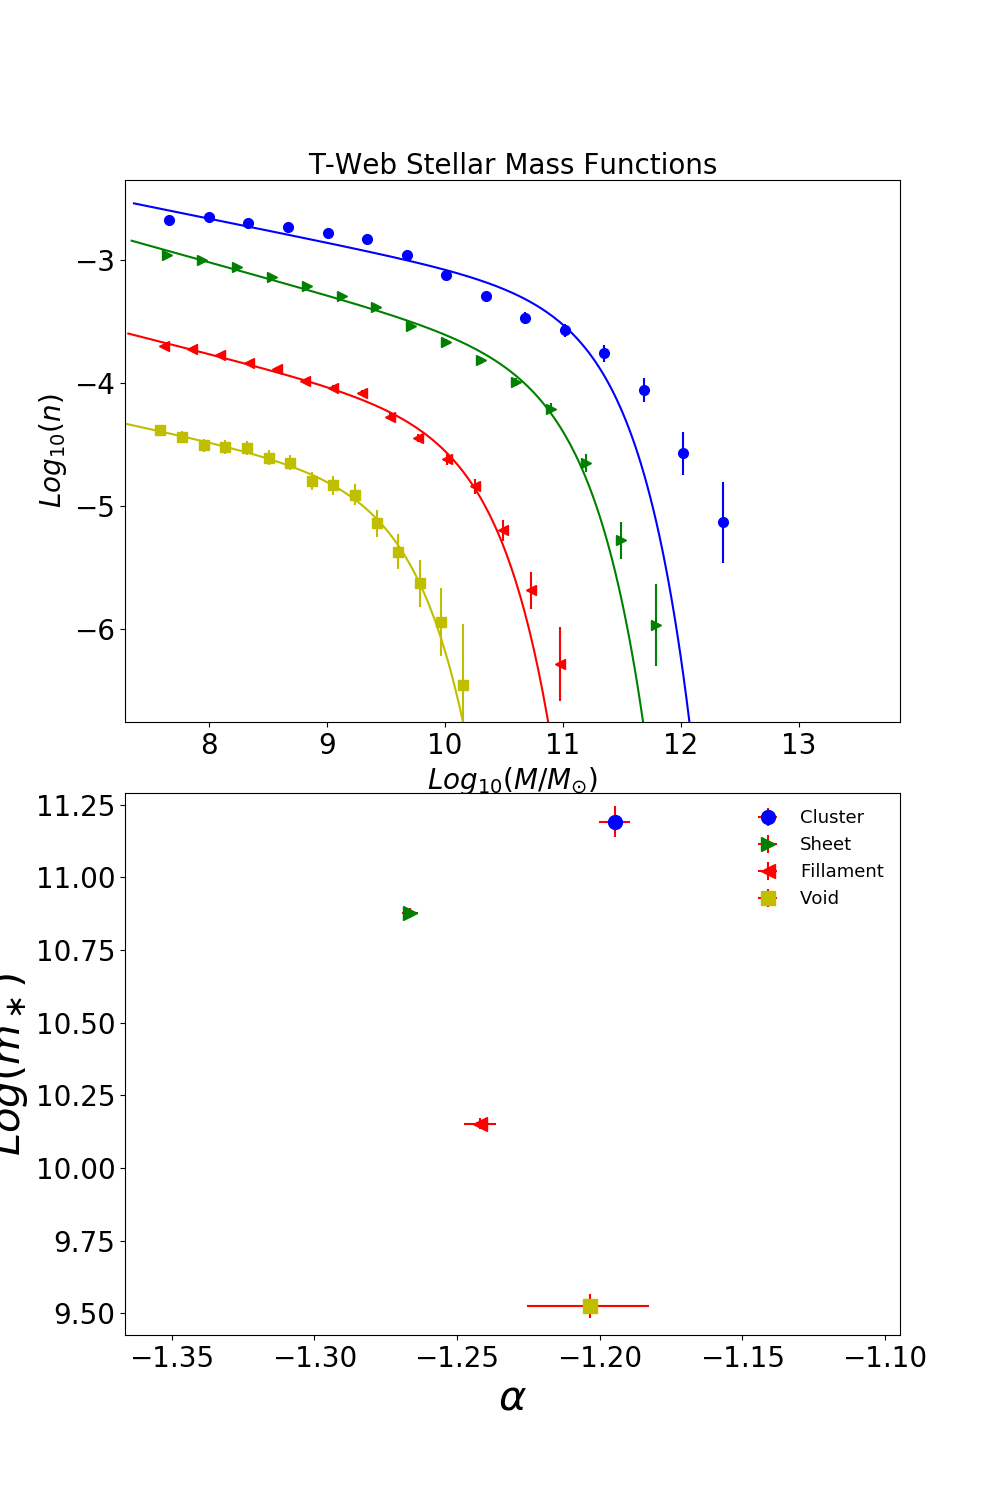 T-Web Stellar Mass Functions
−3
−4
−5
−6
Log₁₀(n)
8 9 10 11 12 13
Log₁₀(M/M☉)
11.25
11.00
10.75
10.50
10.25
10.00
9.75
9.50
Log(m∗)
Cluster
Sheet
Fillament
Void
−1.35 −1.30 −1.25 −1.20 −1.15 −1.10
α